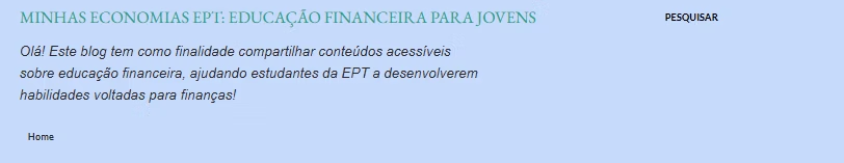 MINHAS ECONOMIAS EPT: EDUCAÇÃO FINANCEIRA PARA JOVENS
PESQUISAR
Olá! Este blog tem como finalidade compartilhar conteúdos acessíveis
sobre educação financeira, ajudando estudantes da EPT a desenvolverem
habilidades voltadas para finanças!
Home